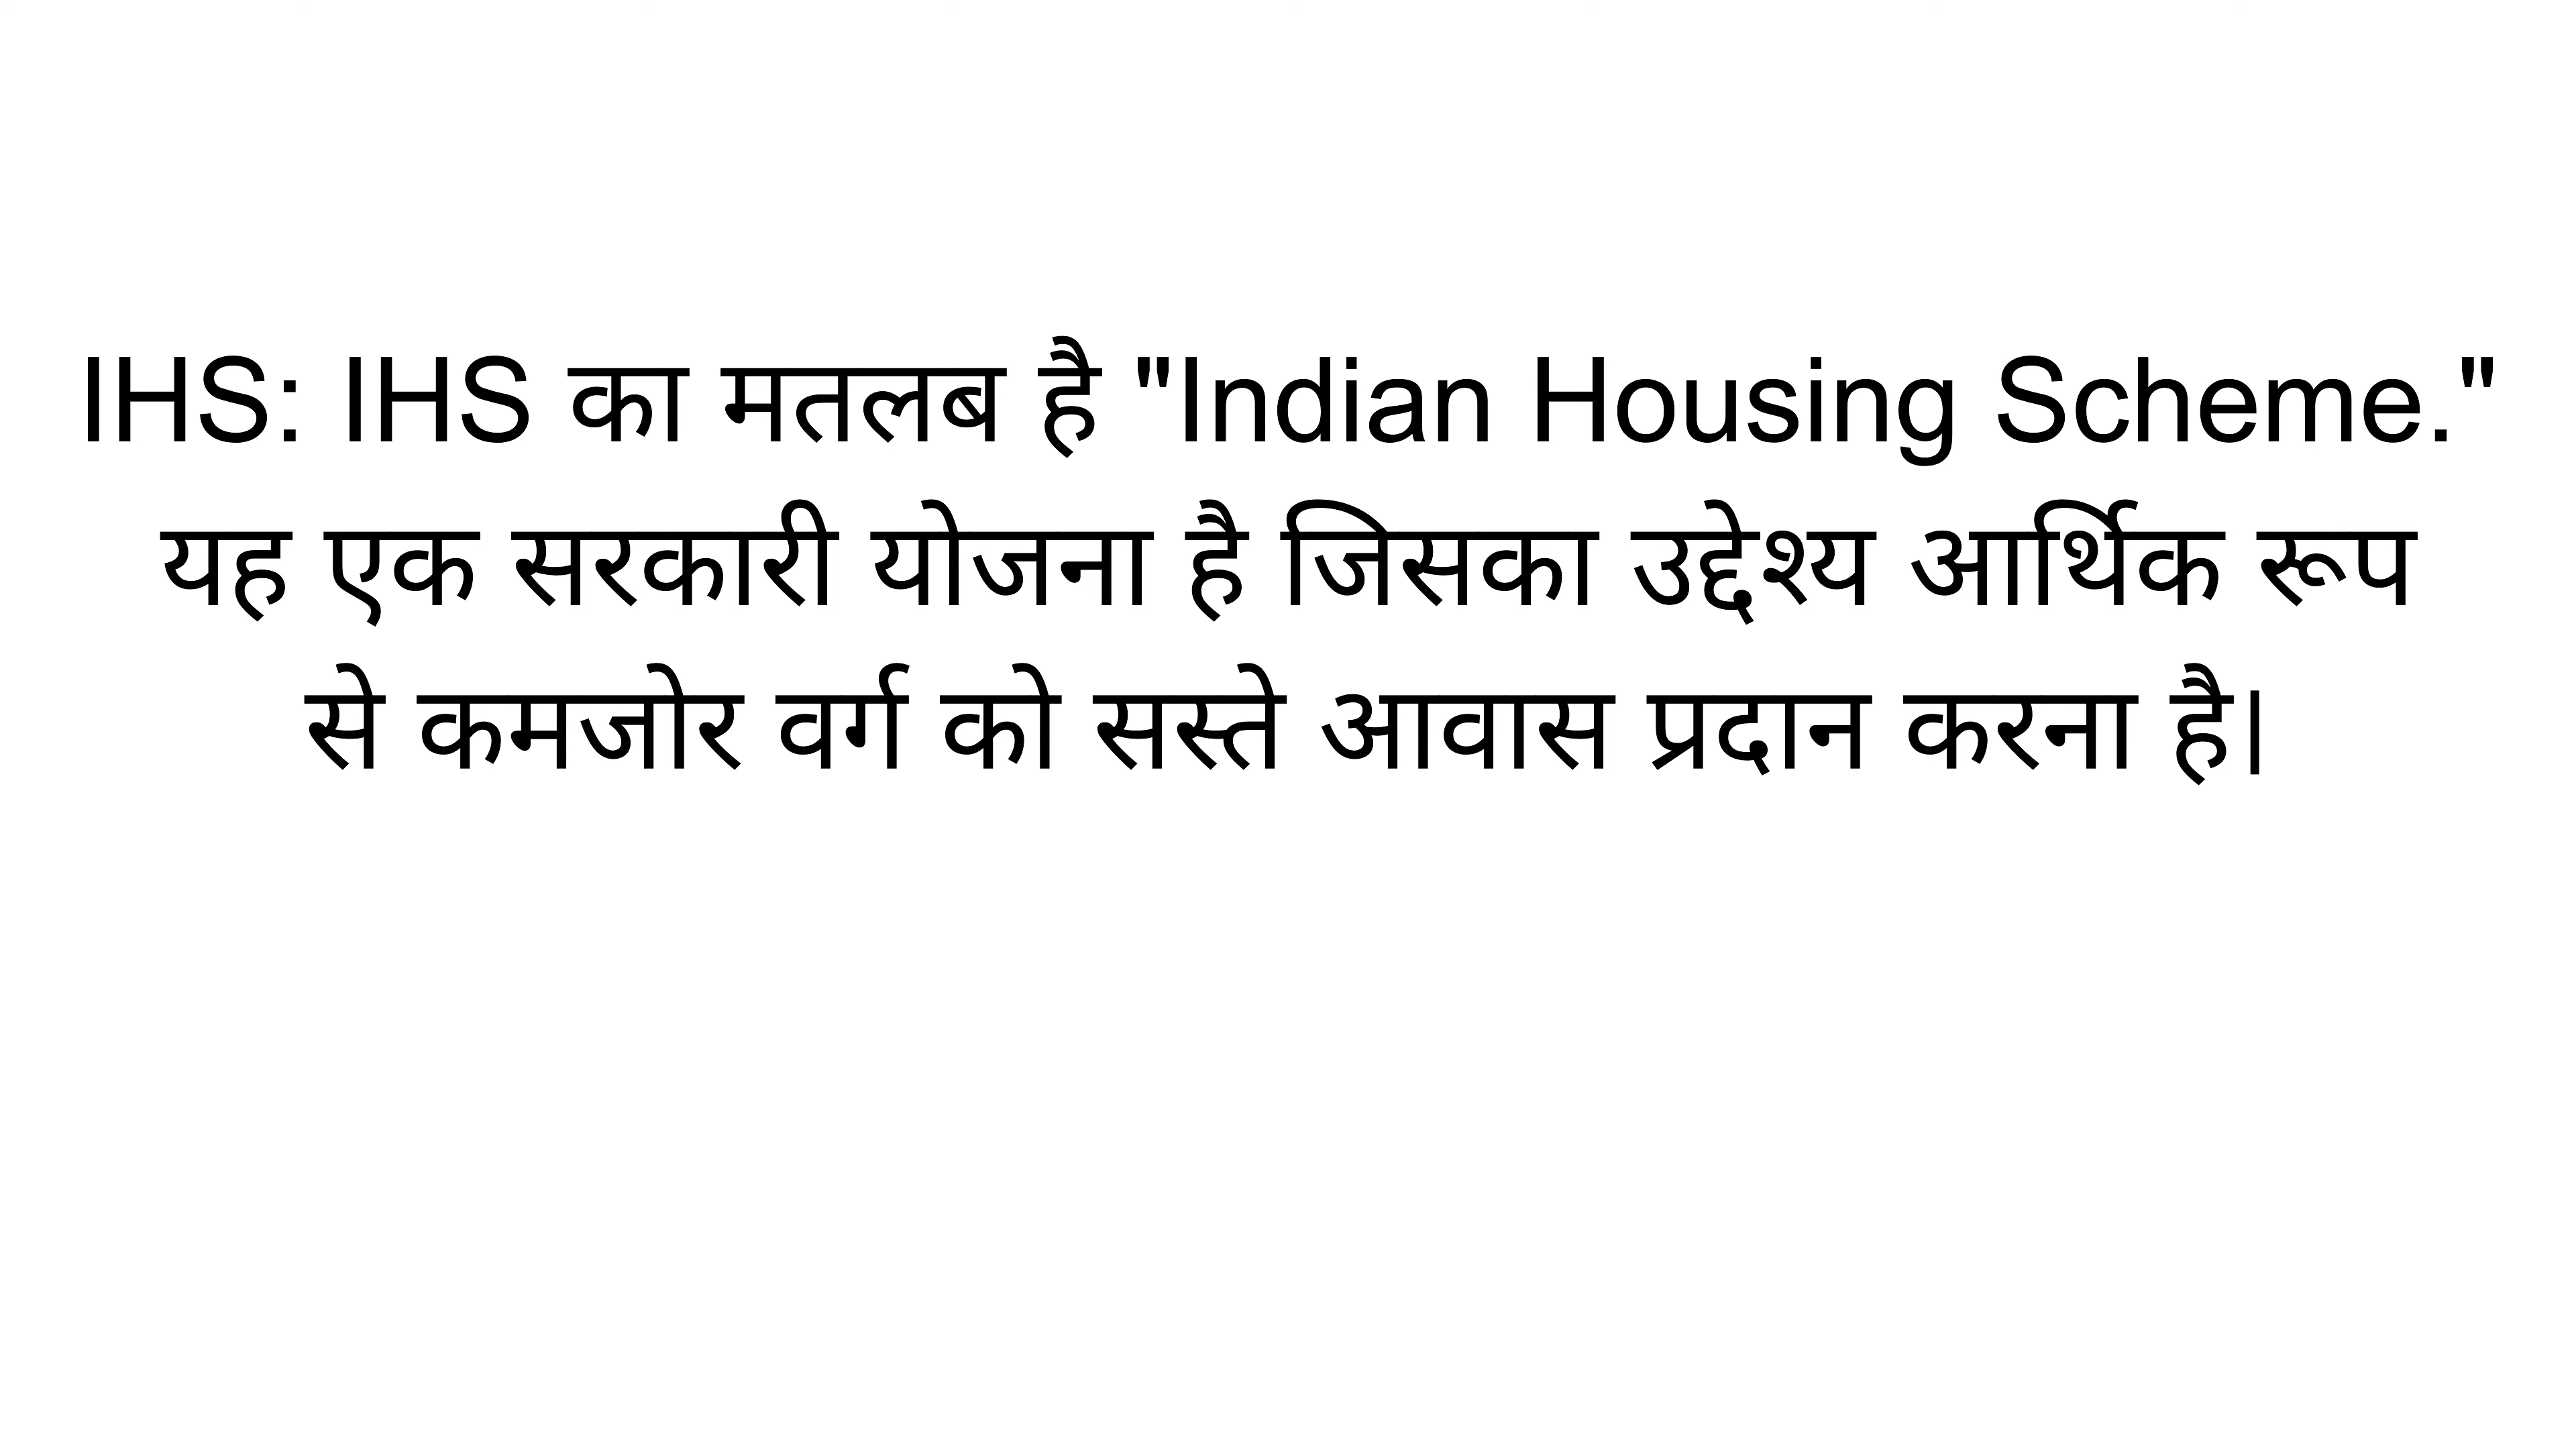 IHS: IHS का मतलब है "Indian Housing Scheme."
यह एक सरकारी योजना है जिसका उद्देश्य आर्थिक रूप
से कमजोर वर्ग को सस्ते आवास प्रदान करना है।